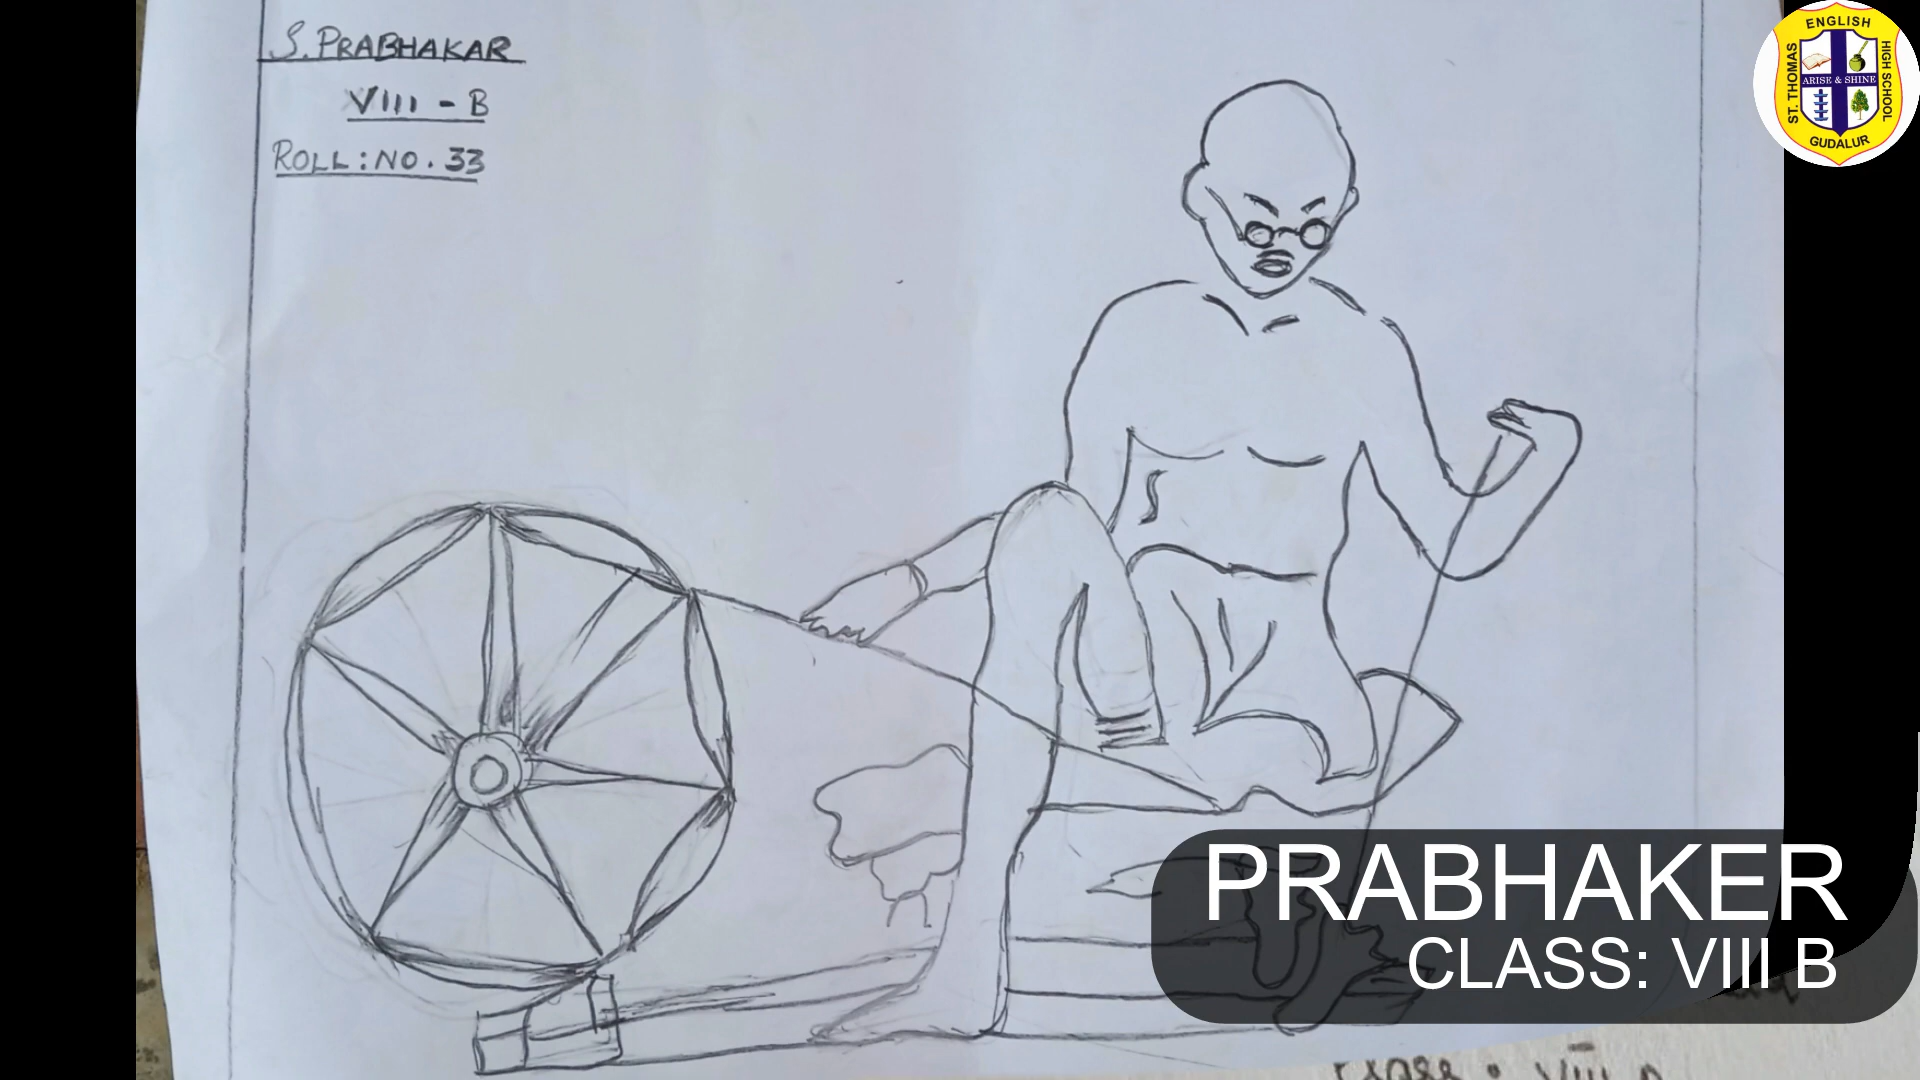 S. PRABHAKAR
VIII - B
ROLL: NO. 33
ENGLISH
ST. THOMAS
HIGH SCHOOL
ARISE & SHINE
GUDALUR
PRABHAKER
CLASS: VIII B